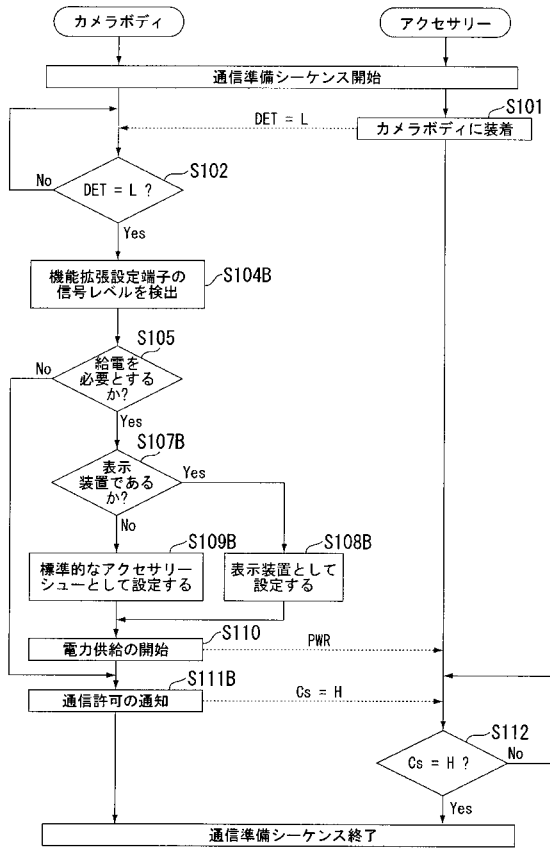 カメラボディ
アクセサリー
通信準備シーケンス開始
S101
DET = L
カメラボディに装着
S102
No
DET = L ?
Yes
機能拡張設定端子の
信号レベルを検出
S104B
S105
No
給電を
必要とする
か?
Yes
S107B
表示
装置である
か?
Yes
No
S109B
標準的なアクセサリー
シューとして設定する
S108B
表示装置として
設定する
S110
電力供給の開始
PWR
S111B
通信許可の通知
Cs = H
S112
Cs = H ?
No
Yes
通信準備シーケンス終了